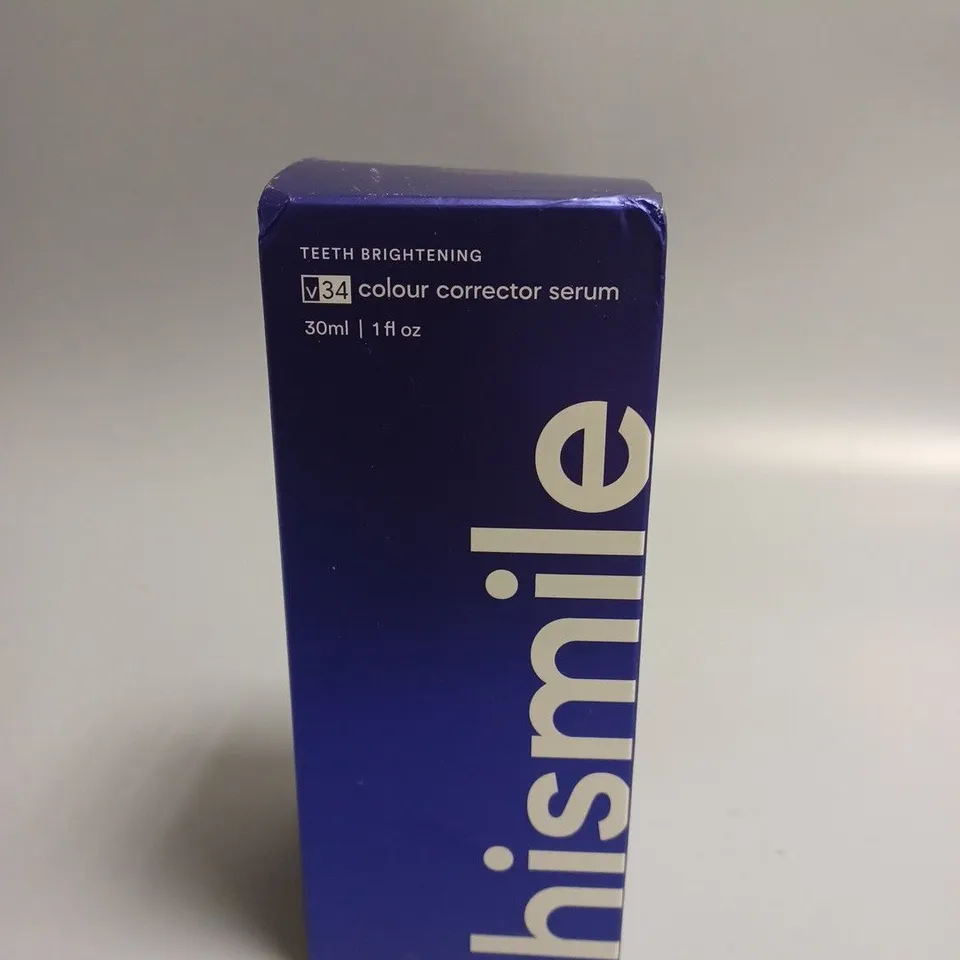 TEETH BRIGHTENING
v34 colour corrector serum
30ml | 1 fl oz
hismile